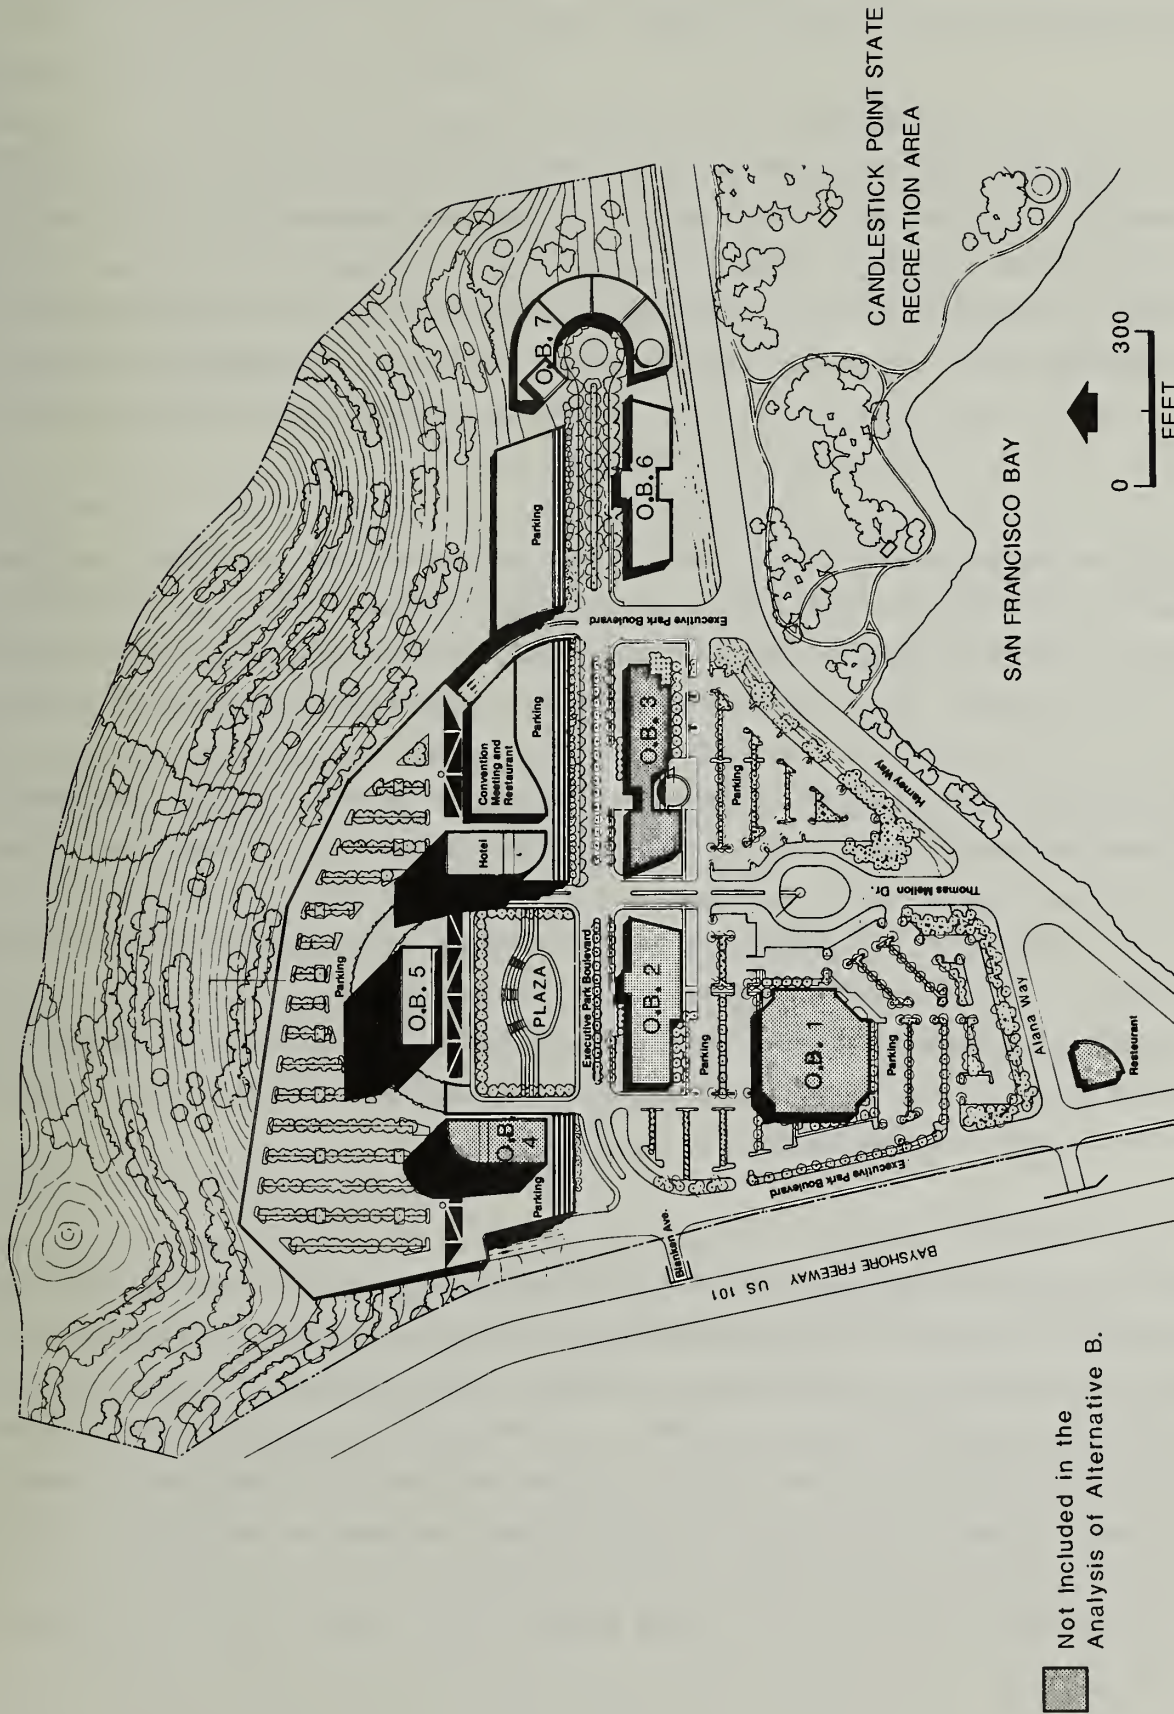 CANDLESTICK POINT STATE
RECREATION AREA
SAN FRANCISCO BAY
0 300
FEET
O.B. 7
O.B. 6
Parking
Executive Park Boulevard
Convention
Meeting and
Restaurant
Parking
Hotel
O.B. 3
Parking
Harney Way
Thomas Mellon Dr.
Parking
O.B. 5
PLAZA
Executive Park Boulevard
O.B. 2
Parking
O.B. 1
Parking
Alana Way
Restaurant
O.B.
4
Parking
Executive Park Boulevard
Blanken Ave.
BAYSHORE FREEWAY US 101
Not Included in the
Analysis of Alternative B.